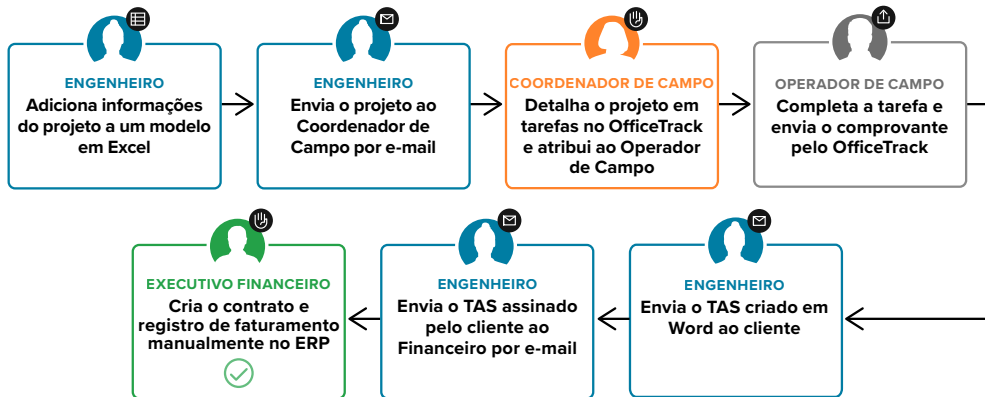 ENGENHEIRO
Adiciona informações
do projeto a um modelo
em Excel
ENGENHEIRO
Envia o projeto ao
Coordenador de
Campo por e-mail
COORDENADOR DE CAMPO
Detalha o projeto em
tarefas no OfficeTrack
e atribui ao Operador
de Campo
OPERADOR DE CAMPO
Completa a tarefa e
envia o comprovante
pelo OfficeTrack
EXECUTIVO FINANCEIRO
Cria o contrato e
registro de faturamento
manualmente no ERP
ENGENHEIRO
Envia o TAS assinado
pelo cliente ao
Financeiro por e-mail
ENGENHEIRO
Envia o TAS criado em
Word ao cliente